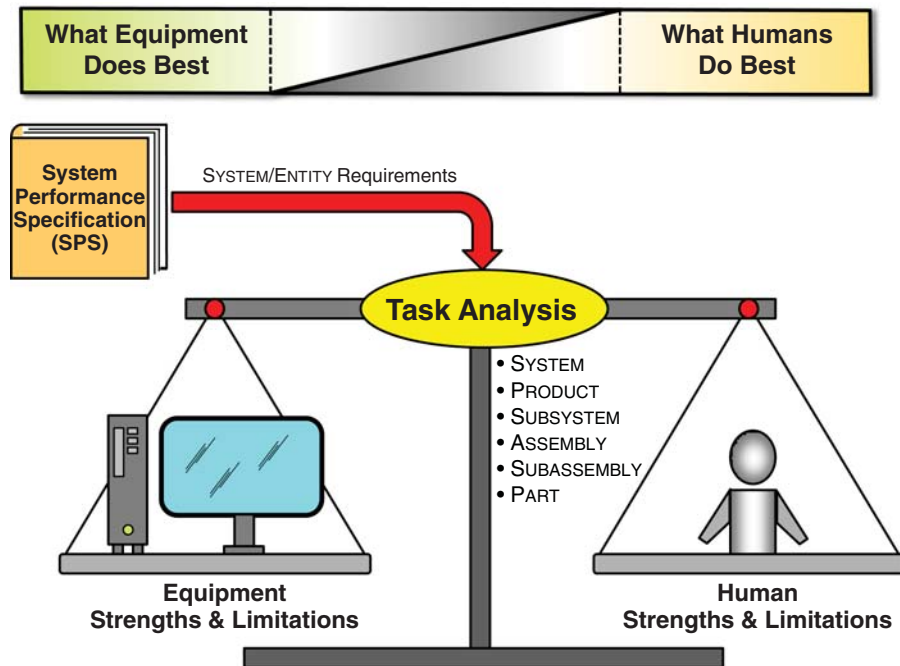 What Equipment
Does Best
What Humans
Do Best
System
Performance
Specification
(SPS)
SYSTEM/ENTITY Requirements
Task Analysis
• SYSTEM
• PRODUCT
• SUBSYSTEM
• ASSEMBLY
• SUBASSEMBLY
• PART
Equipment
Strengths & Limitations
Human
Strengths & Limitations